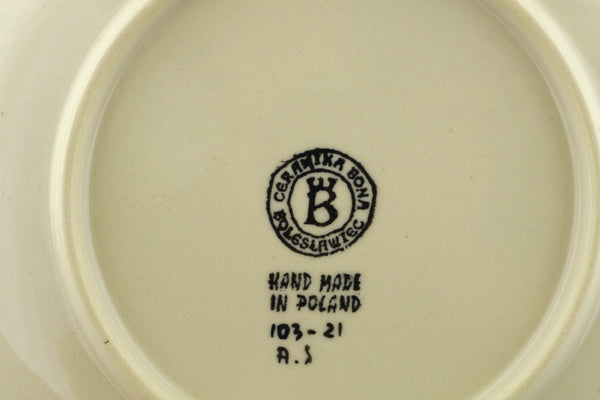 CERAMIKA BONA
BOLESŁAWIEC
B
HAND MADE
IN POLAND
103-21
A.S